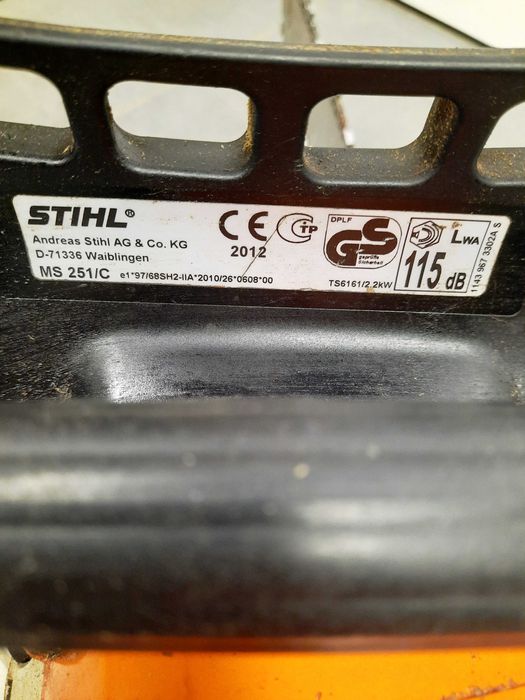 STIHL®
Andreas Stihl AG & Co. KG
D-71336 Waiblingen
MS 251/C e1*97/68SH2-IIA*2010/26*0608*00
CE
2012
C TP
DPLF
GS
geprüfte
Sicherheit
TS6161/2.2kW
LWA
115 dB
1143 967 3302A S